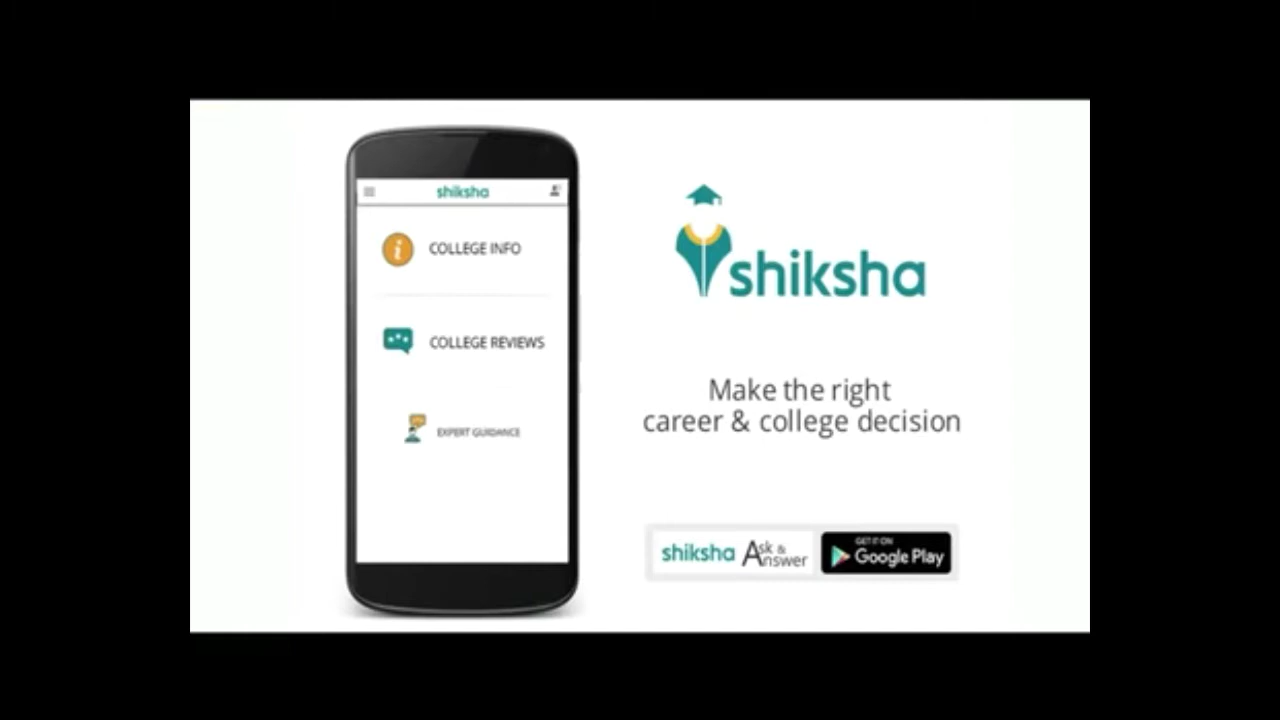 shiksha
COLLEGE INFO
COLLEGE REVIEWS
EXPERT GUIDANCE
shiksha
Make the right
career & college decision
shiksha Ask & Answer
GET IT ON
Google Play